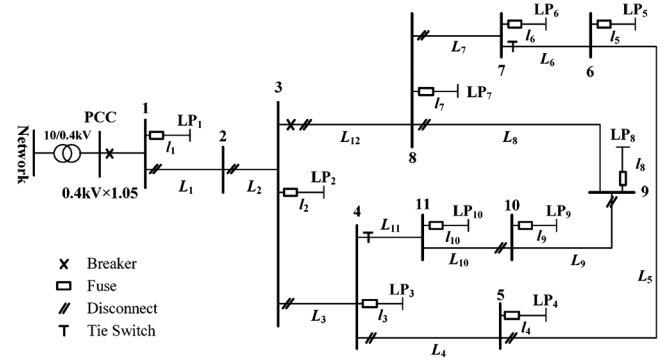 LP₆
LP₅
l₆
l₅
L₇
7
L₆
6
3
l₇
LP₇
1
PCC
10/0.4kV
LP₁
2
L₁₂
8
L₈
LP₈
Network
l₁
l₈
L₁
L₂
LP₂
9
0.4kV×1.05
l₂
4
L₁₁
11
LP₁₀
10
LP₉
l₁₀
l₉
L₁₀
L₉
L₅
Breaker
Fuse
Disconnect
Tie Switch
L₃
LP₃
l₃
5
LP₄
l₄
L₄